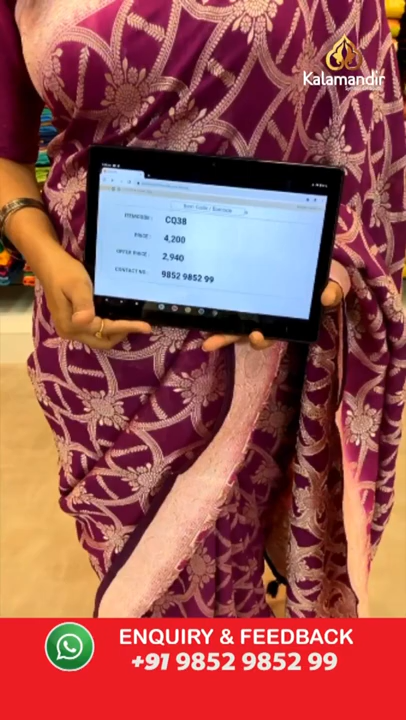 Kalamandir
ITEMCODE : CQ38
PRICE : 4,200
OFFER PRICE : 2,940
CONTACT NO : 9852 9852 99
ENQUIRY & FEEDBACK
+91 9852 9852 99